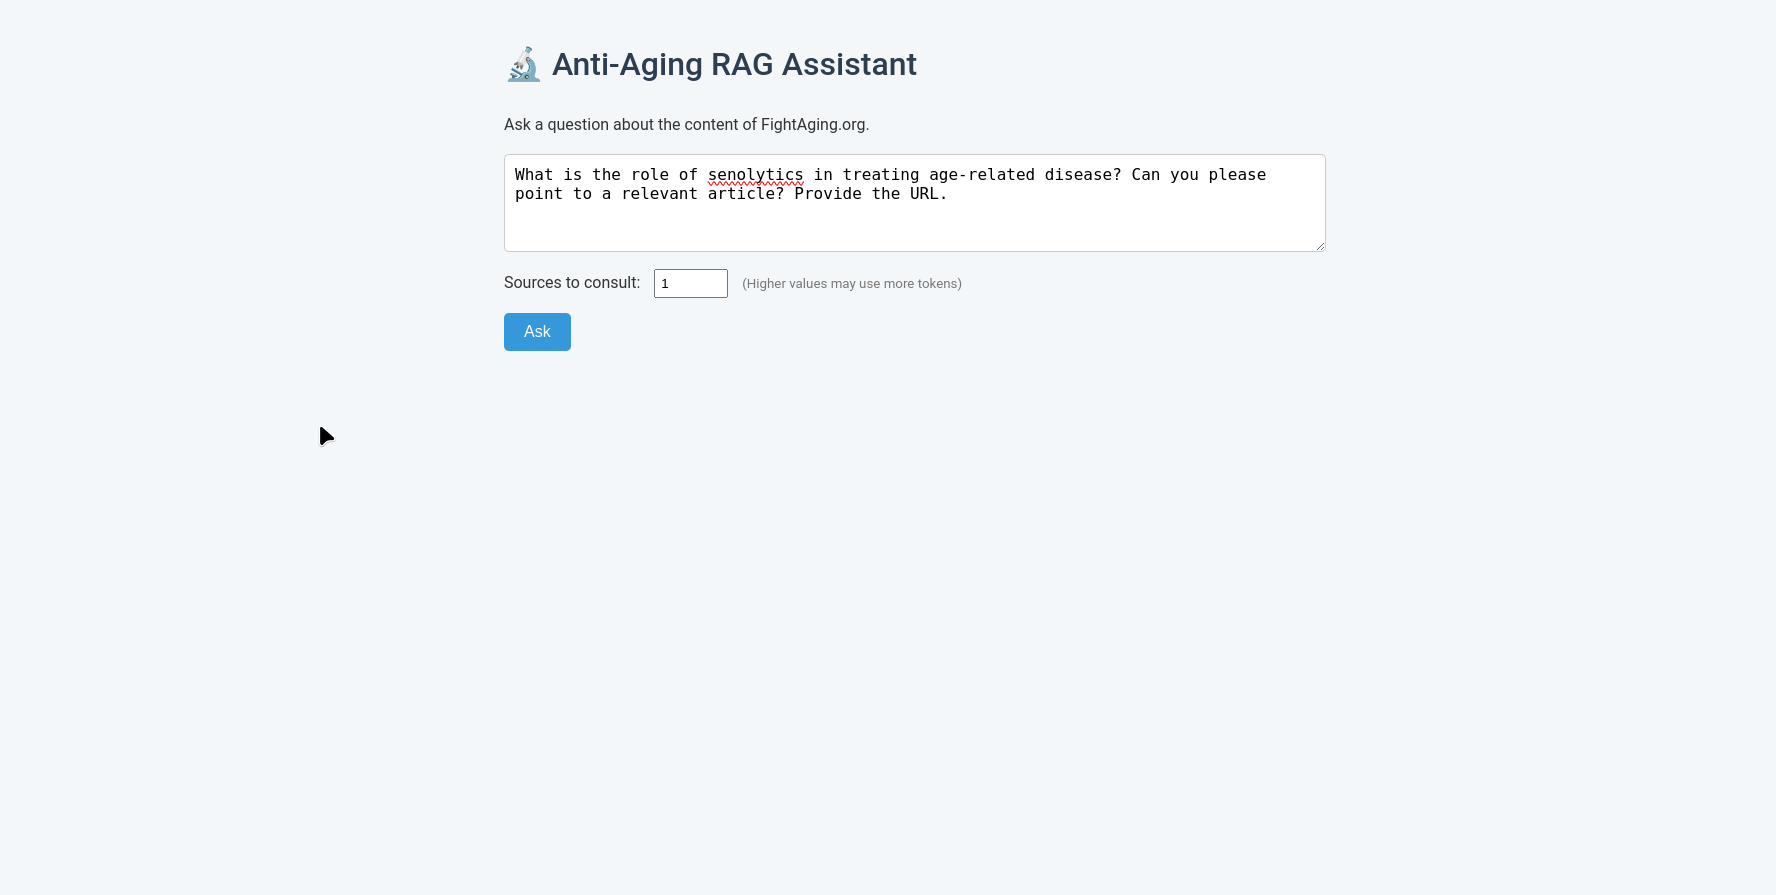 Anti-Aging RAG Assistant
Ask a question about the content of FightAging.org.
What is the role of senolytics in treating age-related disease? Can you please
point to a relevant article? Provide the URL.
Sources to consult: 1 (Higher values may use more tokens)
Ask